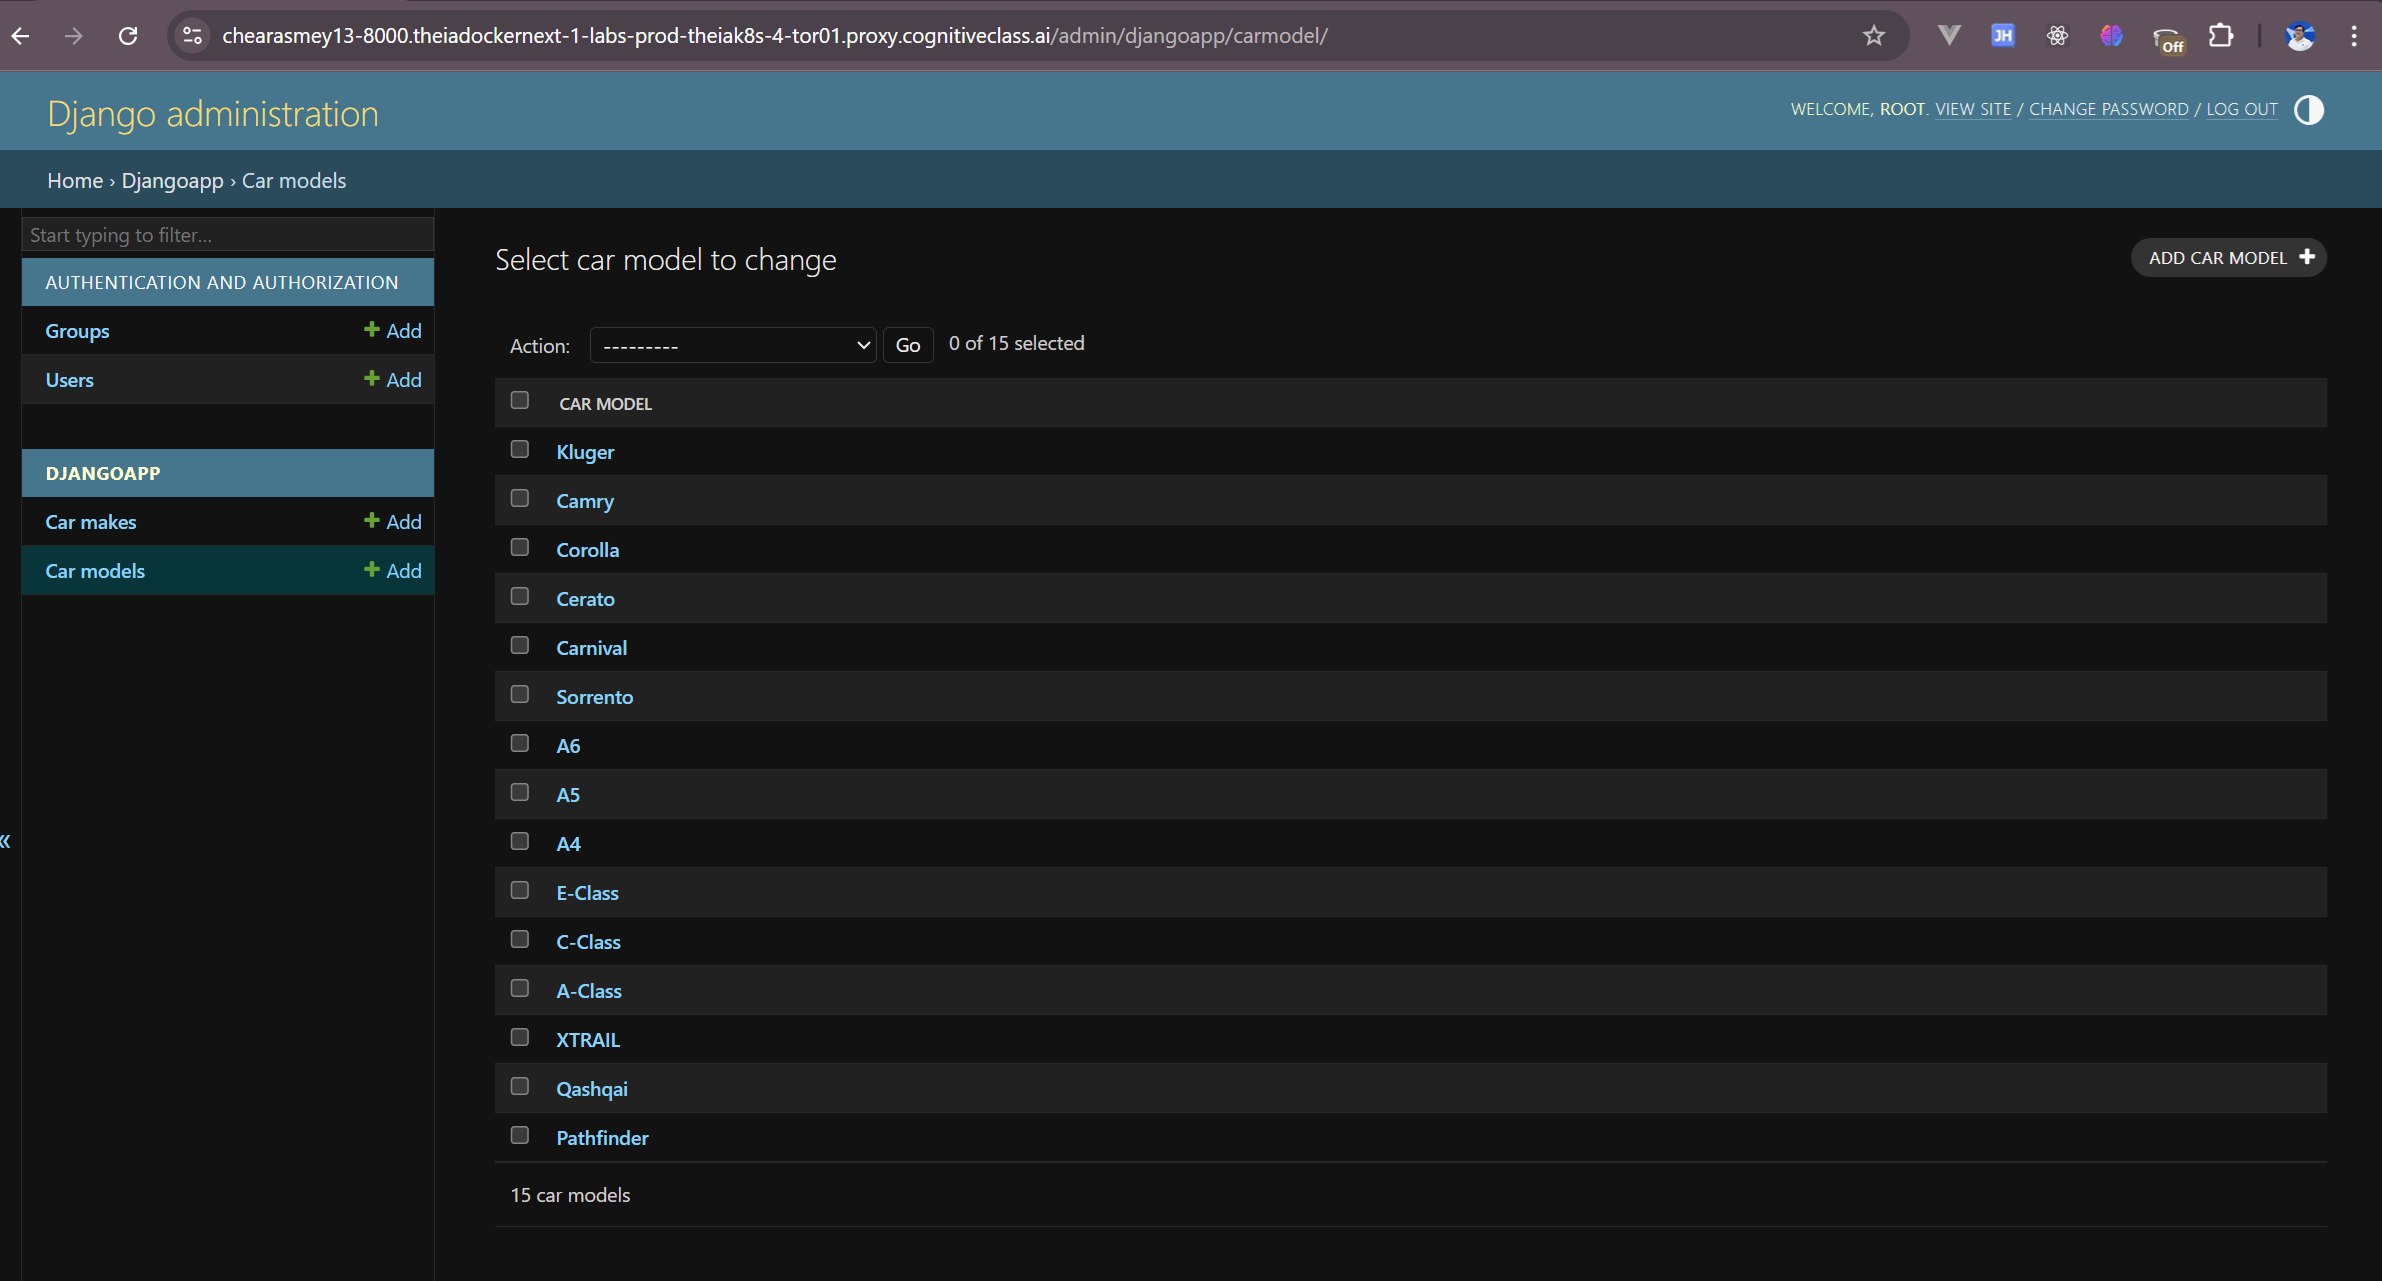 chearasmey13-8000.theiadockernext-1-labs-prod-theiak8s-4-tor01.proxy.cognitiveclass.ai/admin/djangoapp/carmodel/
JH
Off
Django administration
WELCOME, ROOT. VIEW SITE / CHANGE PASSWORD / LOG OUT
Home › Djangoapp › Car models
Start typing to filter...
AUTHENTICATION AND AUTHORIZATION
Groups + Add
Users + Add
DJANGOAPP
Car makes + Add
Car models + Add
«
Select car model to change
ADD CAR MODEL +
Action: --------- Go 0 of 15 selected
CAR MODEL
Kluger
Camry
Corolla
Cerato
Carnival
Sorrento
A6
A5
A4
E-Class
C-Class
A-Class
XTRAIL
Qashqai
Pathfinder
15 car models